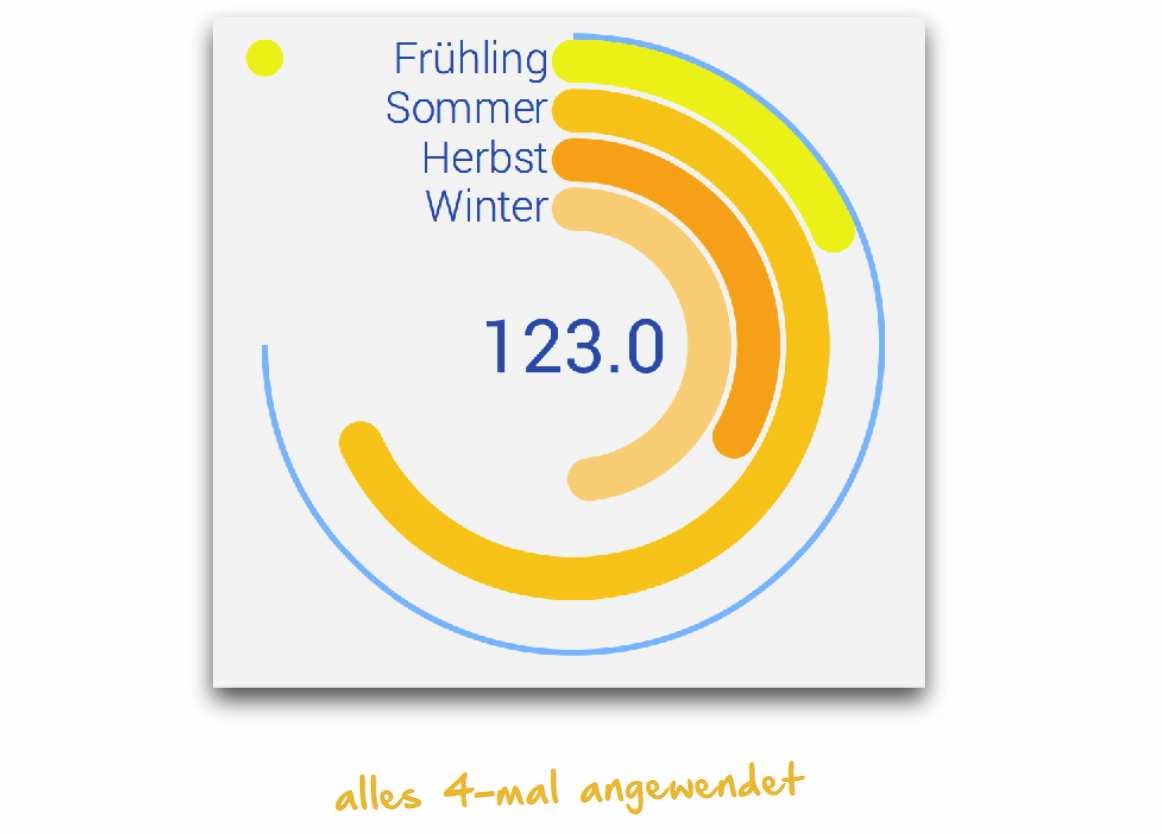 Frühling
Sommer
Herbst
Winter
123.0
alles 4-mal angewendet